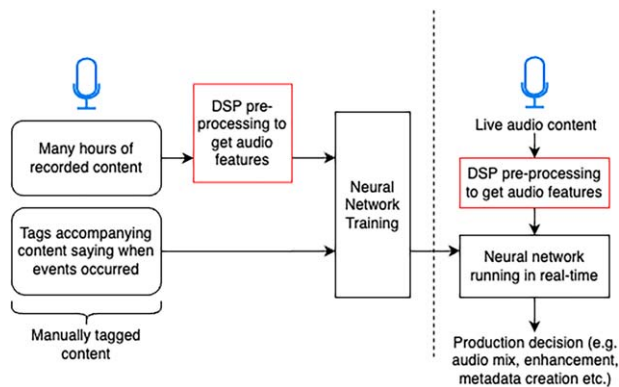 Many hours of
recorded content
DSP pre-
processing to
get audio
features
Tags accompanying
content saying when
events occurred
Manually tagged
content
Neural
Network
Training
Live audio content
DSP pre-processing
to get audio features
Neural network
running in real-time
Production decision (e.g.
audio mix, enhancement,
metadata creation etc.)